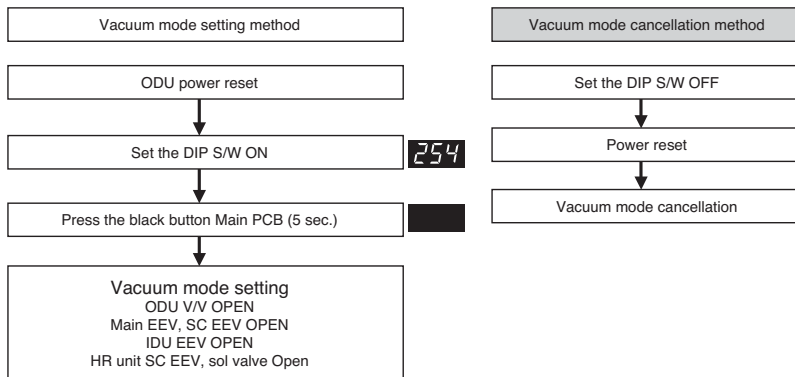 Vacuum mode setting method
ODU power reset
Set the DIP S/W ON
254
Press the black button Main PCB (5 sec.)
Vacuum mode setting
ODU V/V OPEN
Main EEV, SC EEV OPEN
IDU EEV OPEN
HR unit SC EEV, sol valve Open
Vacuum mode cancellation method
Set the DIP S/W OFF
Power reset
Vacuum mode cancellation